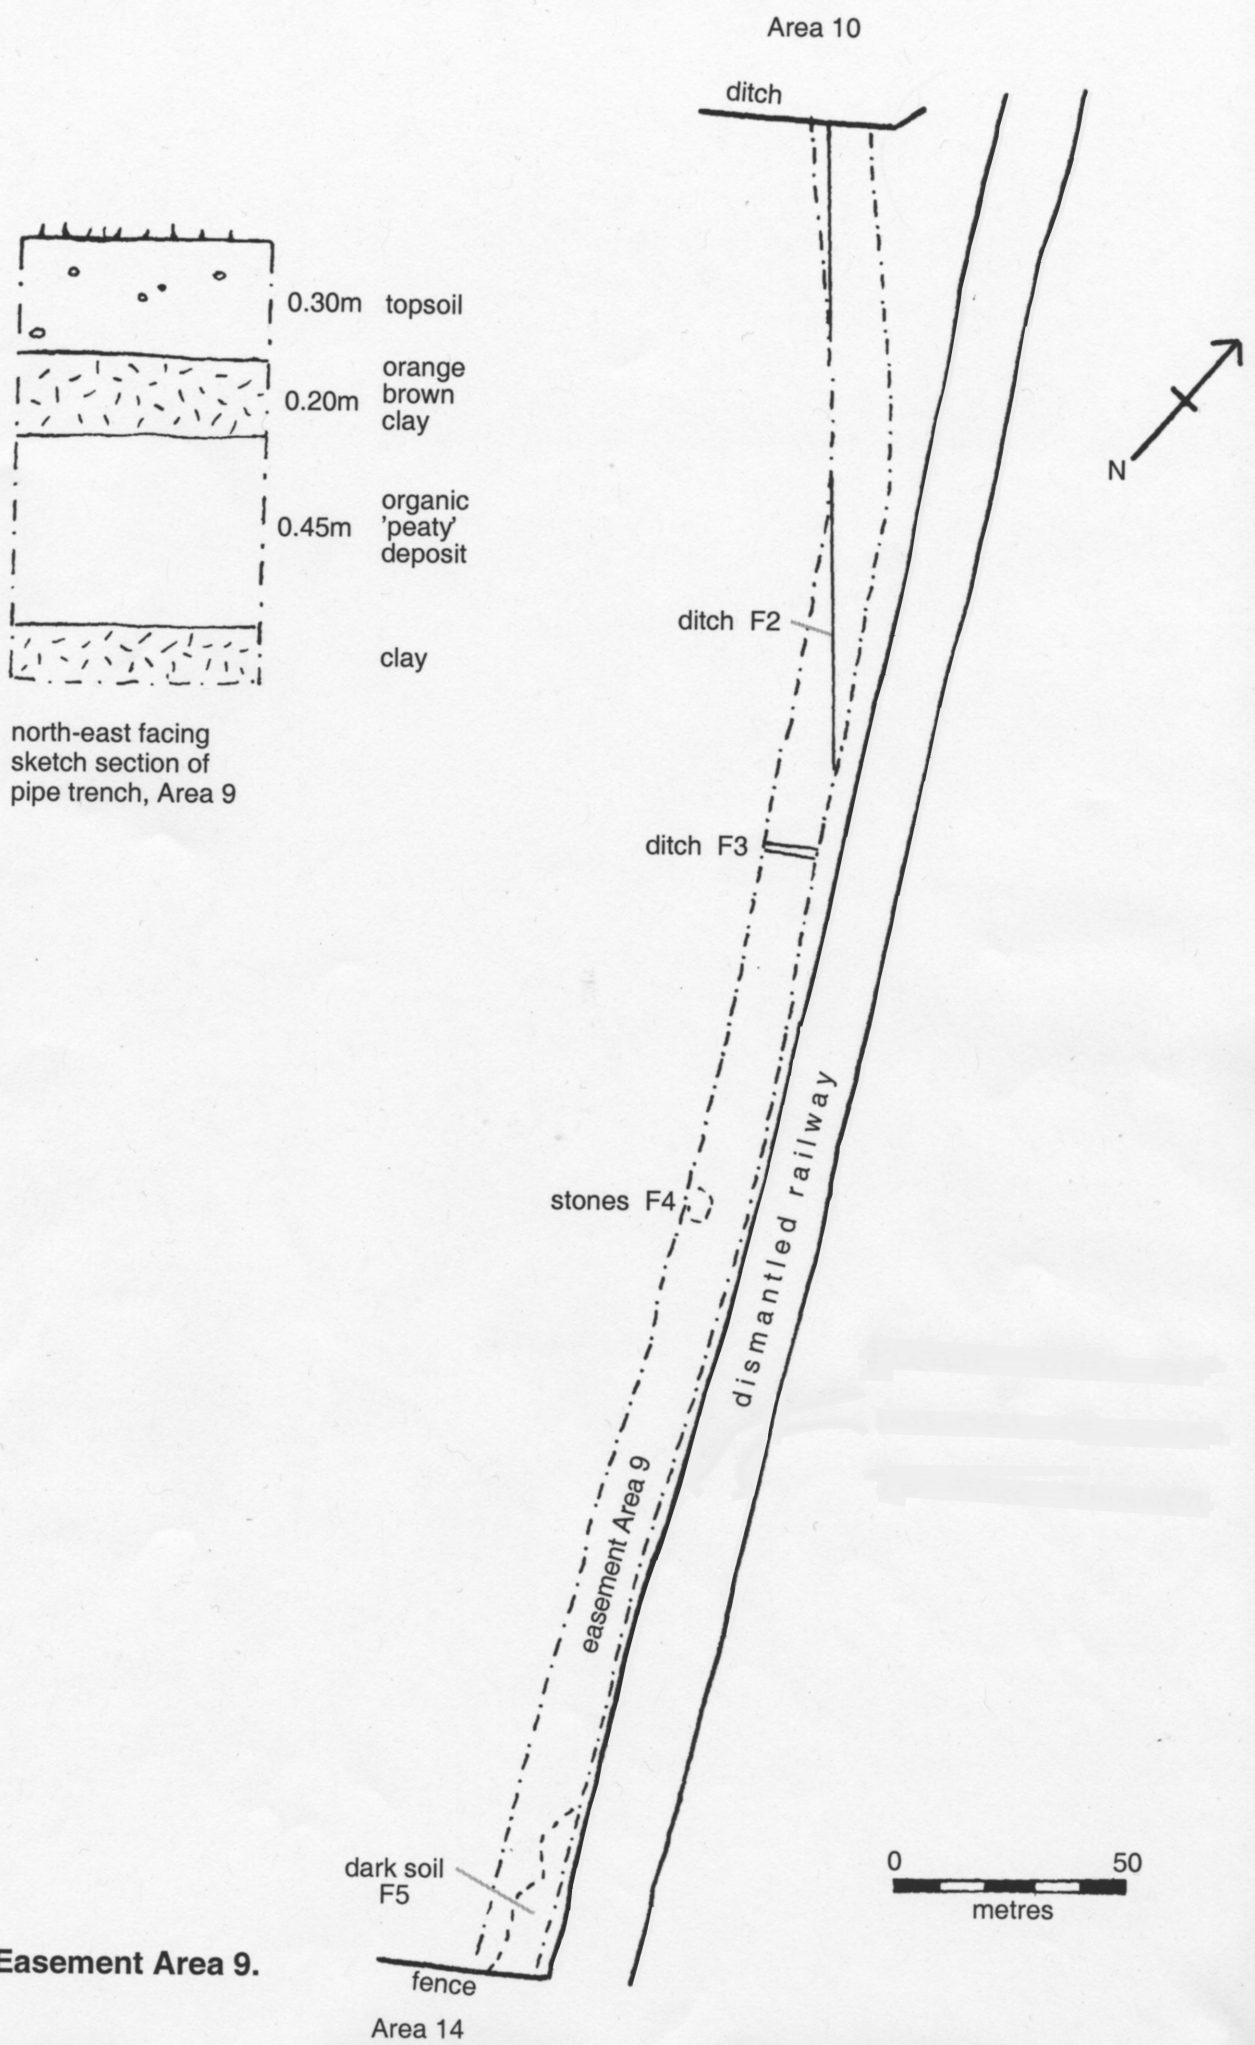 Area 10
ditch
0.30m topsoil
orange
brown
0.20m clay
organic
0.45m 'peaty'
deposit
clay
north-east facing
sketch section of
pipe trench, Area 9
N
ditch F2
ditch F3
stones F4
dismantled railway
easement Area 9
dark soil
F5
0 50
metres
Easement Area 9.
fence
Area 14